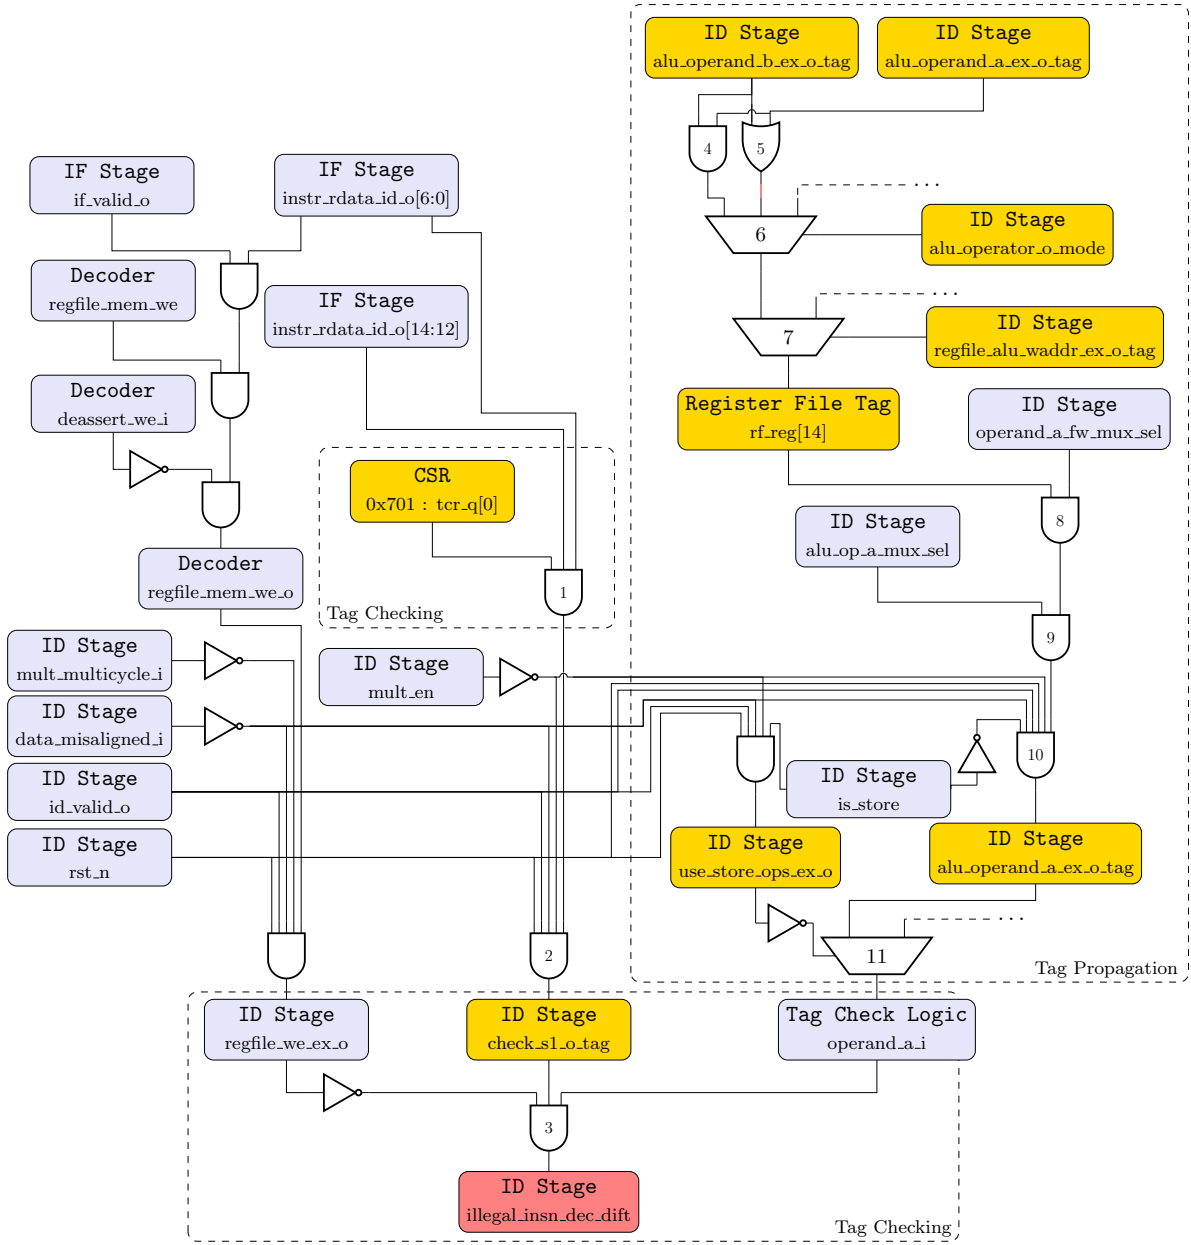 ID Stage
alu_operand_b_ex_o_tag
ID Stage
alu_operand_a_ex_o_tag
4
5
IF Stage
if_valid_o
IF Stage
instr_rdata_id_o[6:0]
...
6
ID Stage
alu_operator_o_mode
Decoder
regfile_mem_we
IF Stage
instr_rdata_id_o[14:12]
...
7
ID Stage
regfile_alu_waddr_ex_o_tag
Decoder
deassert_we_i
Register File Tag
rf_reg[14]
ID Stage
operand_a_fw_mux_sel
CSR
0x701 : tcr_q[0]
8
ID Stage
alu_op_a_mux_sel
Decoder
regfile_mem_we_o
1
Tag Checking
9
ID Stage
mult_multicycle_i
ID Stage
mult_en
ID Stage
data_misaligned_i
10
ID Stage
id_valid_o
ID Stage
is_store
ID Stage
rst_n
ID Stage
use_store_ops_ex_o
ID Stage
alu_operand_a_ex_o_tag
...
2
11
Tag Propagation
ID Stage
regfile_we_ex_o
ID Stage
check_s1_o_tag
Tag Check Logic
operand_a_i
3
ID Stage
illegal_insn_dec_dift
Tag Checking